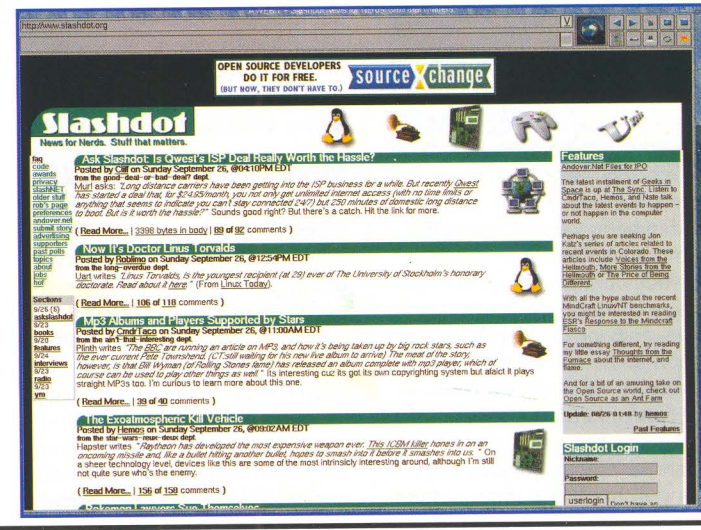 http://www.slashdot.org
V
OPEN SOURCE DEVELOPERS
DO IT FOR FREE.
(BUT NOW, THEY DON'T HAVE TO.)
source
change
Slashdot
News for Nerds. Stuff that matters.
faq
code
awards
privacy
slashNET
older stuff
rob's page
preferences
andover.net
submit story
advertising
supporters
past polls
topics
about
jobs
hof
Sections
9/26 (5)
askslashdot
9/23
books
9/20
features
9/24
interviews
9/23
radio
9/23
ym
Ask Slashdot: Is Qwest's ISP Deal Really Worth the Hassle?
Posted by Cliff on Sunday September 26, @04:10PM EDT
from the good-deal-or-bad-deal? dept.
Murl asks: "Long distance carriers have been getting into the ISP business for a while. But recently Qwest
has started a deal that, for $24.95/month, you not only get unlimited internet access (with no time limits or
anything that seems to indicate you can't stay connected 24/7) but 250 minutes of domestic long distance
to boot. But is it worth the hassle?" Sounds good right? But there's a catch. Hit the link for more.
( Read More... | 3398 bytes in body | 89 of 92 comments )
Now It's Doctor Linus Torvalds
Posted by Roblimo on Sunday September 26, @12:54PM EDT
from the long-overdue dept.
Uart writes "Linus Torvalds, is the youngest recipient (at 29) ever of The University of Stockholm's honorary
doctorate. Read about it here." (From Linux Today).
( Read More... | 106 of 118 comments )
Mp3 Albums and Players Supported by Stars
Posted by CmdrTaco on Sunday September 26, @11:00AM EDT
from the ain't-that-interesting dept.
Plinth writes "The BBC are running an article on MP3, and how it's being taken up by big rock stars, such as
the ever current Pete Townshend. (CT:still waiting for his new live album to arrive) The meat of the story,
however, is that Bill Wyman (of Rolling Stones fame) has released an album complete with mp3 player, which of
course can be used to play other things as well." Its interesting cuz its got its own copyrighting system but afaict it plays
straight MP3s too. I'm curious to learn more about this one.
( Read More... | 39 of 40 comments )
The Exoatmospheric Kill Vehicle
Posted by Hemos on Sunday September 26, @09:02AM EDT
from the star-wars-reux-deux dept.
Hapster writes "Raytheon has developed the most expensive weapon ever. This ICBM killer hones in on an
oncoming missile and, like a bullet hitting another bullet, hopes to smash into it before it smashes into us. " On
a sheer technology level, devices like this are some of the most intrinsicly interesting around, although I'm still
not quite sure who's the enemy.
( Read More... | 156 of 158 comments )
Pokemon Lawyers Sue Themselves
Features
Andover.Net Files for IPO
The latest installment of Geeks in
Space is up at The Sync. Listen to
CmdrTaco, Hemos, and Nate talk
about the latest events to happen -
or not happen in the computer
world.
Perhaps you are seeking Jon
Katz's series of articles related to
recent events in Colorado. These
articles include Voices from the
Hellmouth, More Stories from the
Hellmouth or The Price of Being
Different.
With all the hype about the recent
MindCraft Linux/NT benchmarks,
you might be interested in reading
ESR's Response to the Mindcraft
Fiasco
For something different, try reading
my little essay Thoughts from the
Furnace about the internet, and
flame.
And for a bit of an amusing take on
the Open Source world, check out
Open Source as an Ant Farm
Update: 08/26 01:48 by hemos:
Past Features
Slashdot Login
Nickname:
Password:
userlogin Don't have an